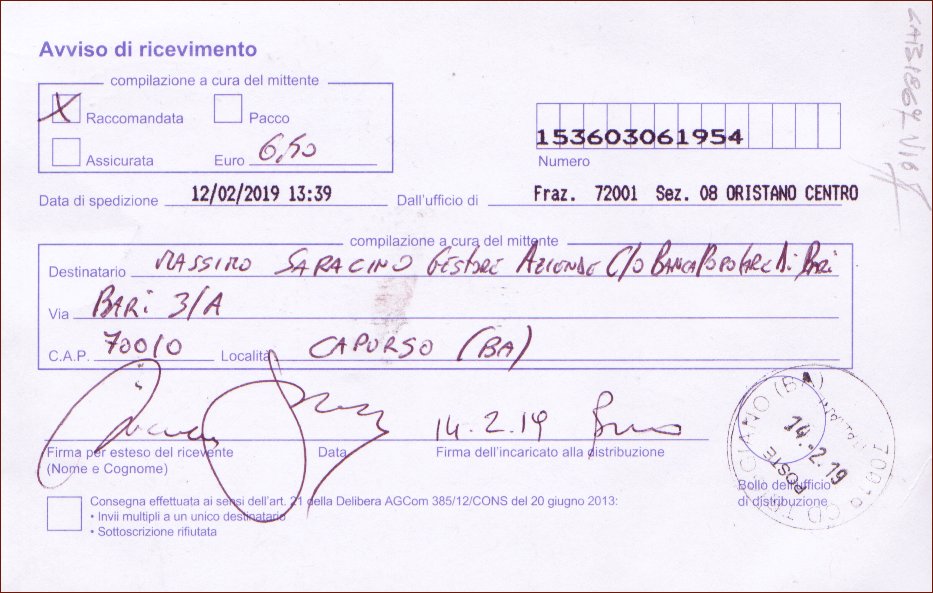 Avviso di ricevimento
compilazione a cura del mittente
X Raccomandata Pacco
Assicurata Euro 6,50
153603061954
Numero
Data di spedizione 12/02/2019 13:39 Dall'ufficio di Fraz. 72001 Sez. 08 ORISTANO CENTRO
compilazione a cura del mittente
Destinatario MASSIMO SARACINO GESTORE AZIENDE C/O BANCA POPOLARE Di BARI
Via BARi 3/A
C.A.P. 70010 Località CAPURSO (BA)
14.2.19
Firma per esteso del ricevente Data Firma dell'incaricato alla distribuzione
(Nome e Cognome)
Bollo dell'ufficio
di distribuzione
POSTE
14.2.19
Consegna effettuata ai sensi dell'art. 21 della Delibera AGCom 385/12/CONS del 20 giugno 2013:
• Invii multipli a un unico destinatario
• Sottoscrizione rifiutata